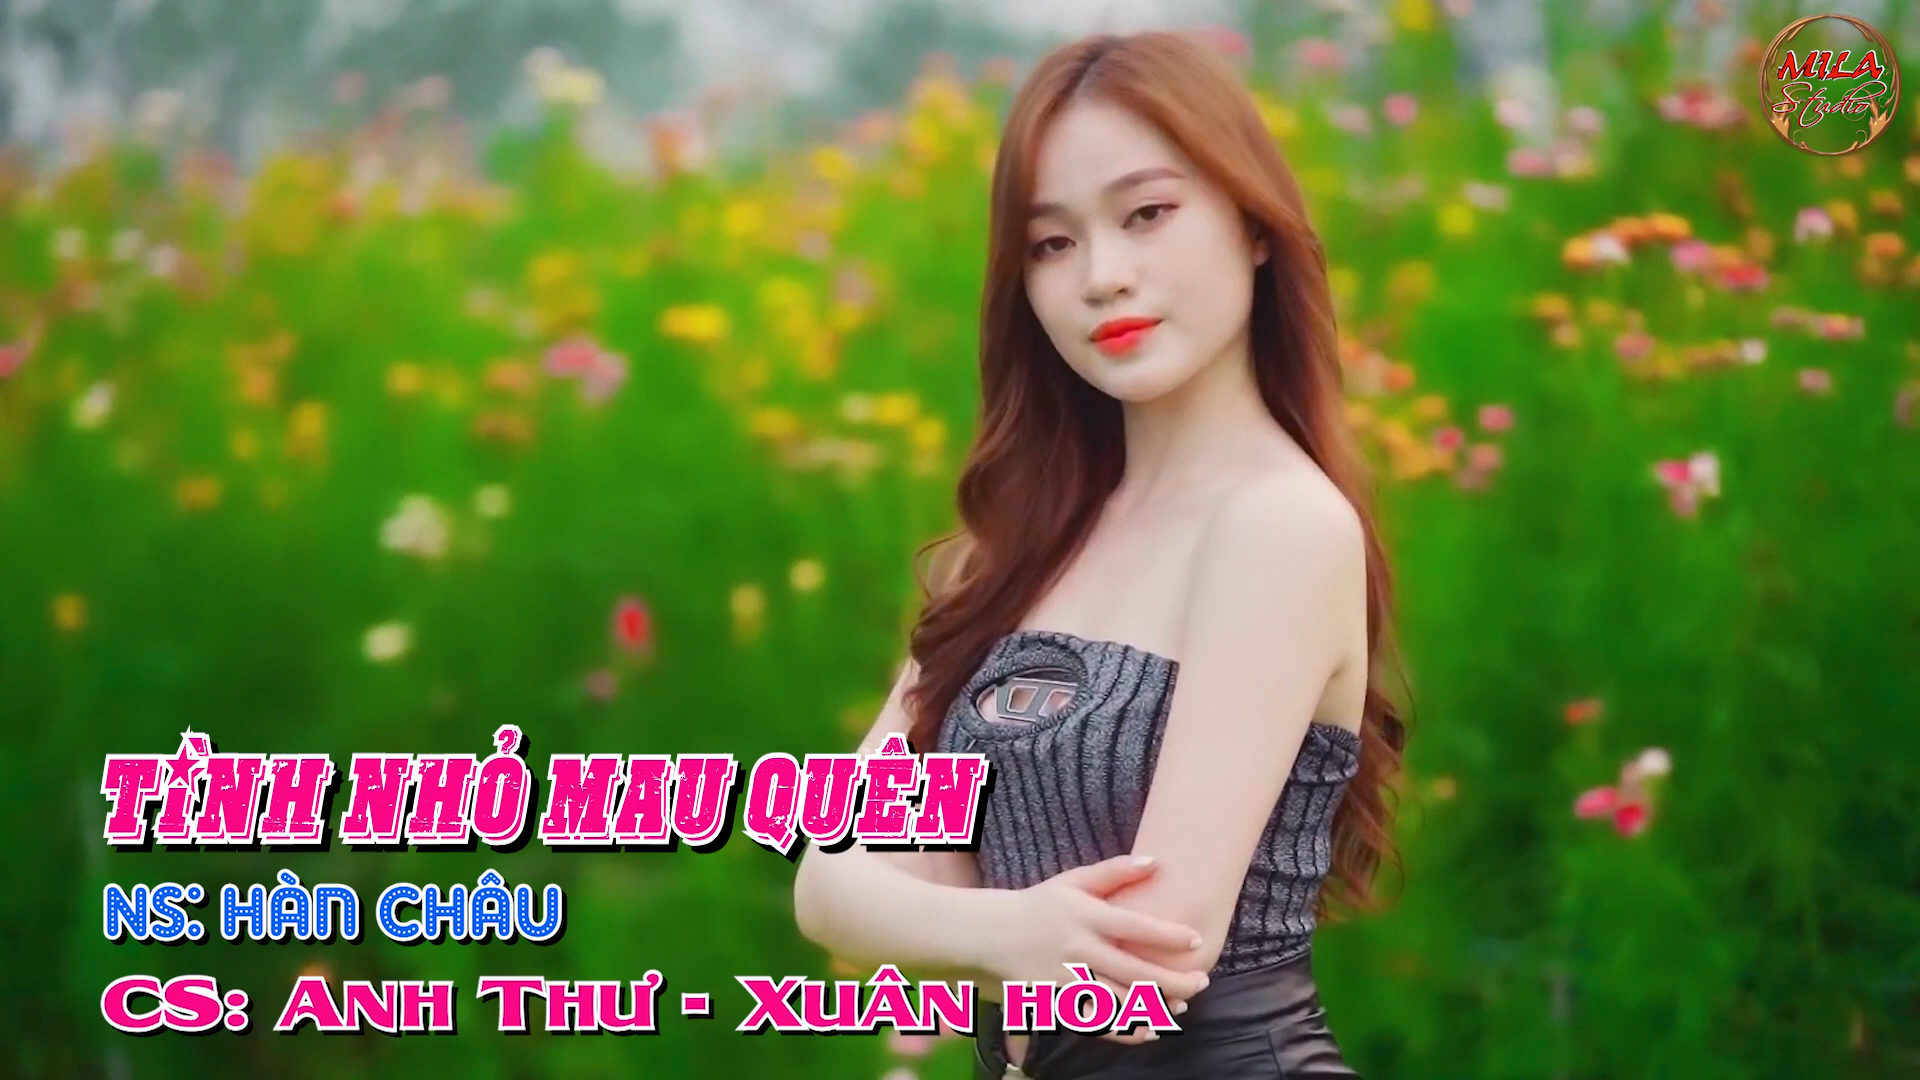 MILA
Studio
TÌNH NHỎ MAU QUÊN
NS: HÀN CHÂU
CS: ANH THƯ - XUÂN HÒA